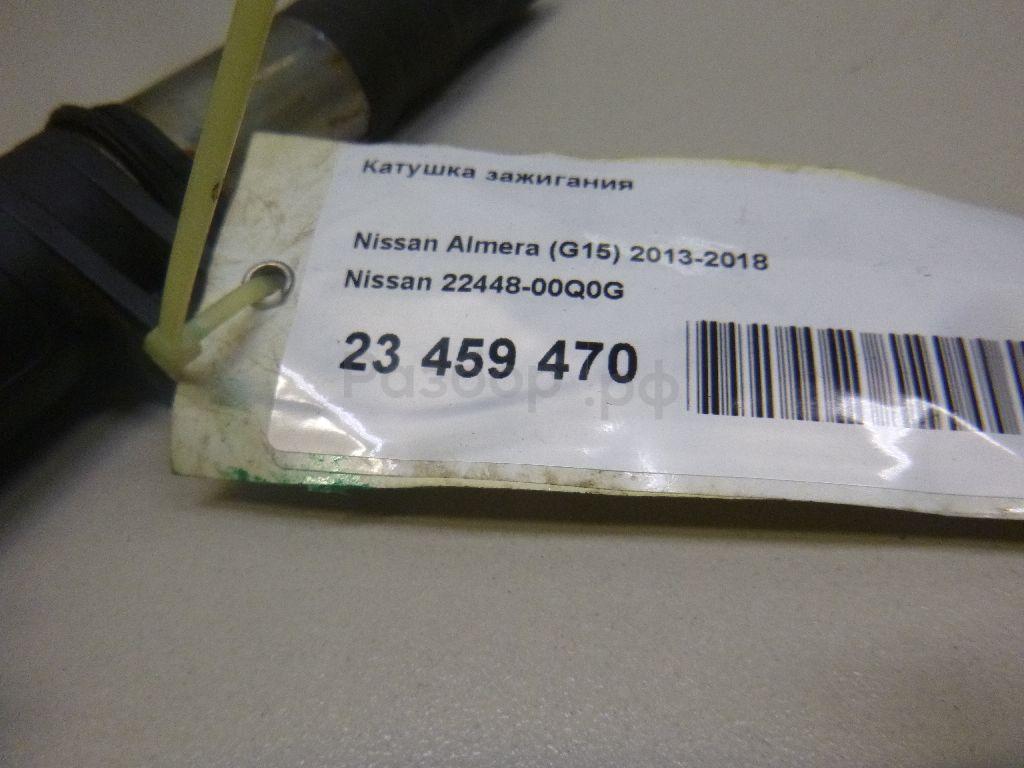 Катушка зажигания
Nissan Almera (G15) 2013-2018
Nissan 22448-00Q0G
23 459 470
Разбор.рф